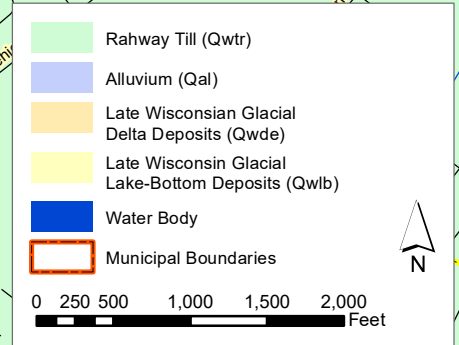 Rahway Till (Qwtr)
Alluvium (Qal)
Late Wisconsian Glacial
Delta Deposits (Qwde)
Late Wisconsin Glacial
Lake-Bottom Deposits (Qwlb)
Water Body
Municipal Boundaries
N
0 250 500 1,000 1,500 2,000
Feet